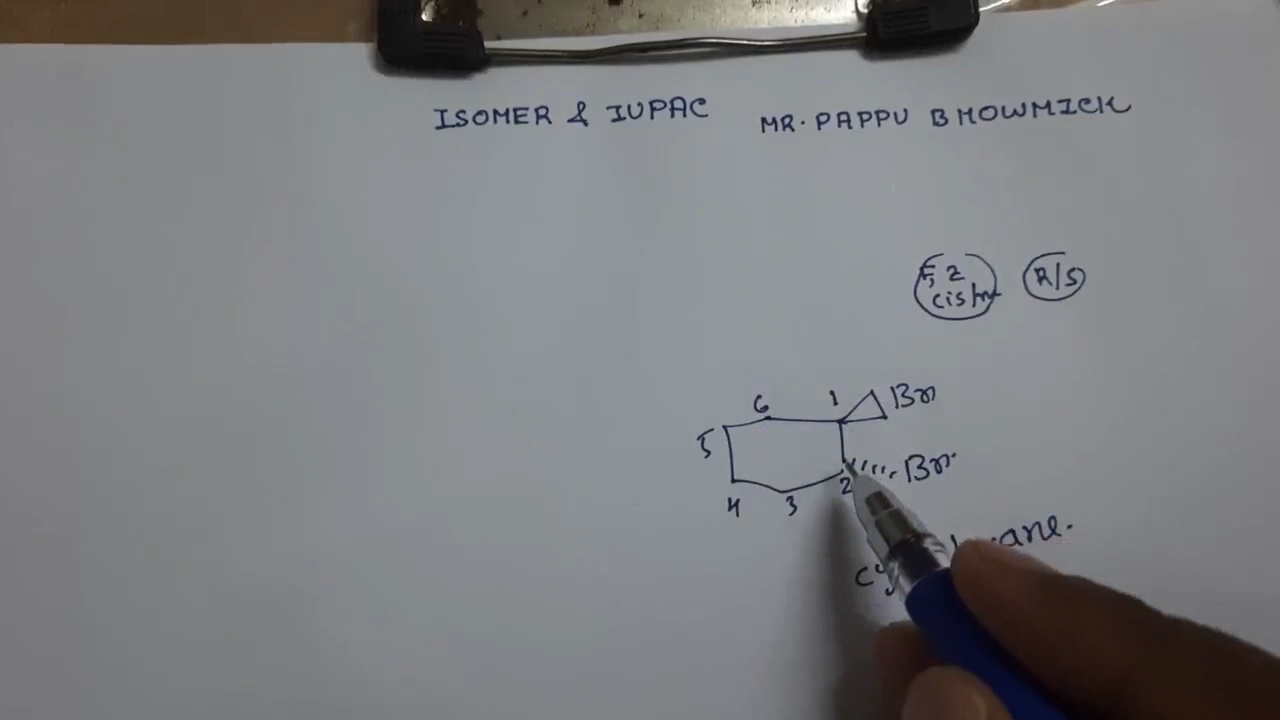 ISOMER & IUPAC MR. PAPPU BHOWMICK
E, Z R/S
cis/
6 1 Br
5
2 Br
4 3